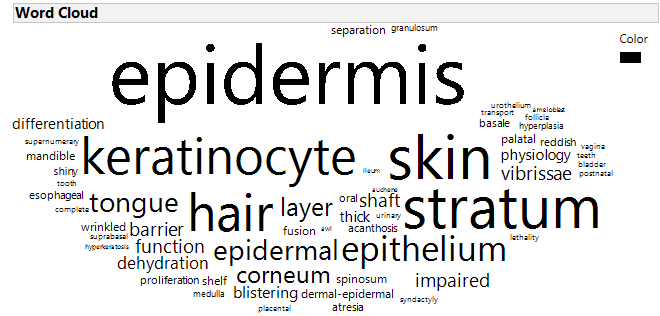 Word Cloud
Color
separation granulosum
epidermis
urothelium
transport ameloblast
follicle
basale hyperplasia
differentiation
supernumerary
mandible
shiny
tooth
keratinocyte
ileum
skin
palatal reddish
vagina
physiology teeth
bladder
vibrissae postnatal
esophageal
complete
tongue
hair
layer
auchene
oral shaft
thick urinary
stratum
wrinkled
suprabasal
barrier
hyperkeratosis
function
fusion awl acanthosis
lethality
epidermal epithelium
dehydration
corneum
proliferation shelf
spinosum
impaired
medulla
blistering dermal-epidermal
syndactyly
placental
atresia